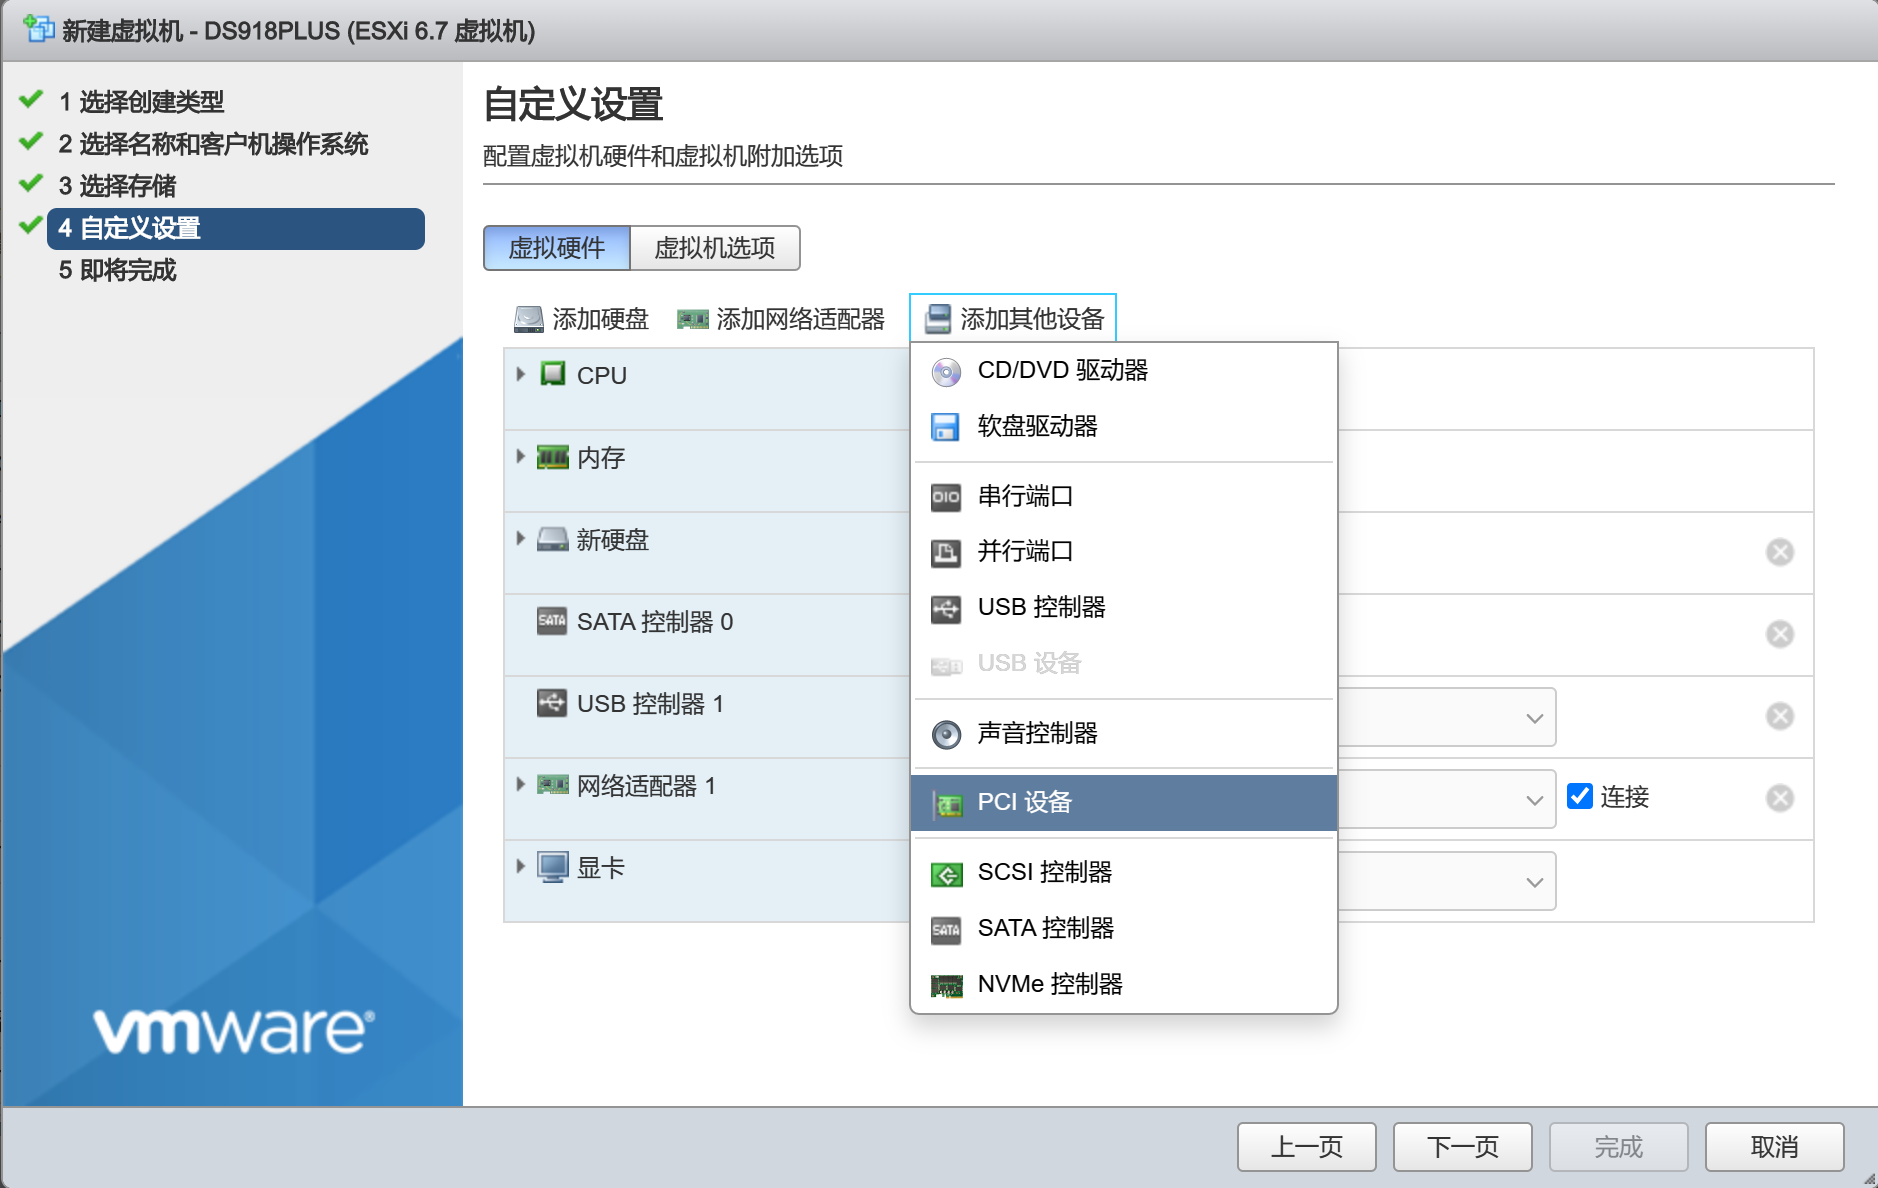 新建虚拟机 - DS918PLUS (ESXi 6.7 虚拟机)
1 选择创建类型
2 选择名称和客户机操作系统
3 选择存储
4 自定义设置
5 即将完成
vmware®
自定义设置
配置虚拟机硬件和虚拟机附加选项
虚拟硬件 虚拟机选项
添加硬盘 添加网络适配器 添加其他设备
CPU
内存
新硬盘
SATA 控制器 0
USB 控制器 1
网络适配器 1
连接
显卡
CD/DVD 驱动器
软盘驱动器
串行端口
并行端口
USB 控制器
USB 设备
声音控制器
PCI 设备
SCSI 控制器
SATA 控制器
NVMe 控制器
上一页 下一页 完成 取消